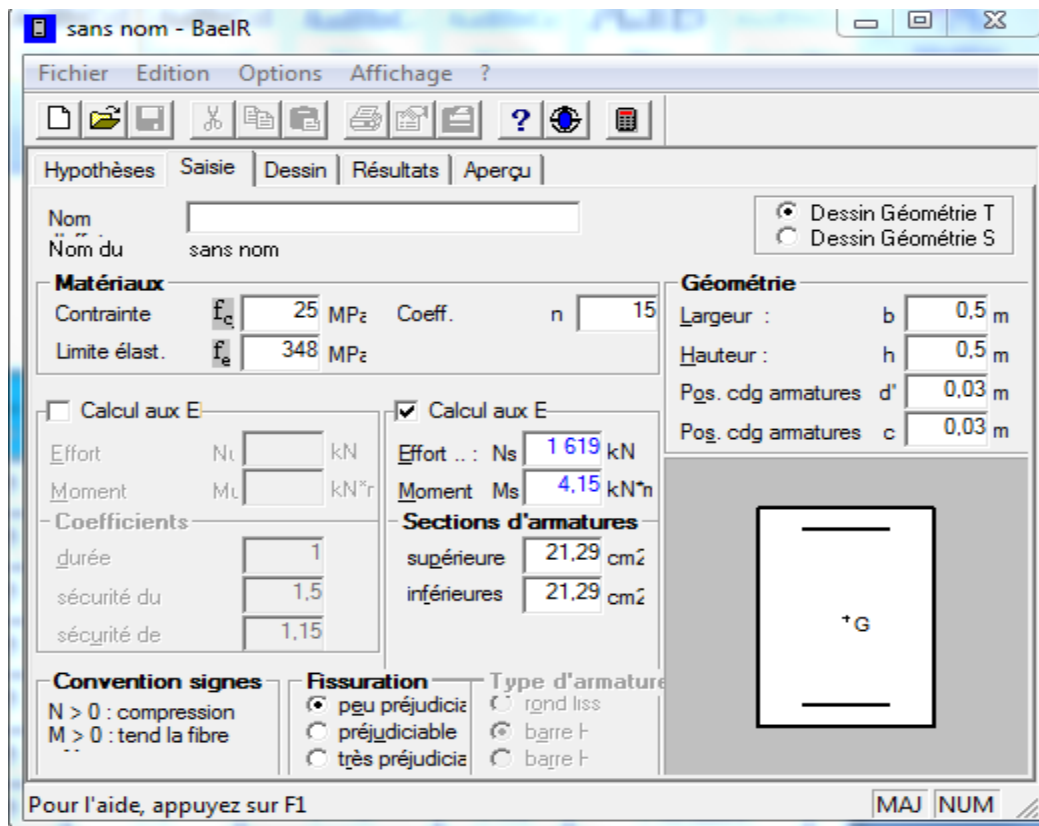 sans nom - BaelR
Fichier Edition Options Affichage ?
Hypothèses Saisie Dessin Résultats Aperçu
Nom
Nom du sans nom
Dessin Géométrie T
Dessin Géométrie S
Matériaux
Contrainte fc 25 MPa Coeff. n 15
Limite élast. fe 348 MPa
Géométrie
Largeur : b 0,5 m
Hauteur : h 0,5 m
Pos. cdg armatures d' 0,03 m
Pos. cdg armatures c 0,03 m
Calcul aux E
Effort Nu kN
Moment Mu kN*m
Coefficients
durée 1
sécurité du 1,5
sécurité de 1,15
Calcul aux E
Effort .. : Ns 1 619 kN
Moment Ms 4,15 kN*m
Sections d'armatures
supérieure 21,29 cm2
inférieures 21,29 cm2
+G
Convention signes
N > 0 : compression
M > 0 : tend la fibre
Fissuration
peu préjudicia
préjudiciable
très préjudicia
Type d'armature
rond liss
barre H
barre H
Pour l'aide, appuyez sur F1 MAJ NUM